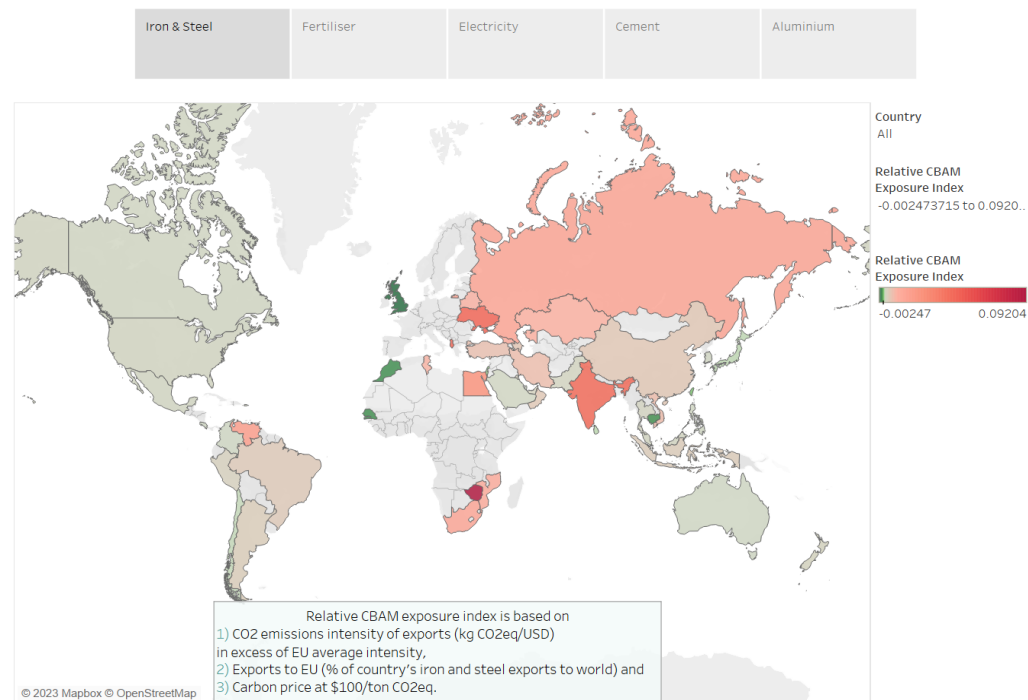 Iron & Steel
Fertiliser
Electricity
Cement
Aluminium
Country
All
Relative CBAM
Exposure Index
-0.002473715 to 0.0920..
Relative CBAM
Exposure Index
-0.00247
0.09204
Relative CBAM exposure index is based on
1) CO2 emissions intensity of exports (kg CO2eq/USD)
in excess of EU average intensity,
2) Exports to EU (% of country's iron and steel exports to world) and
3) Carbon price at $100/ton CO2eq.
© 2023 Mapbox © OpenStreetMap